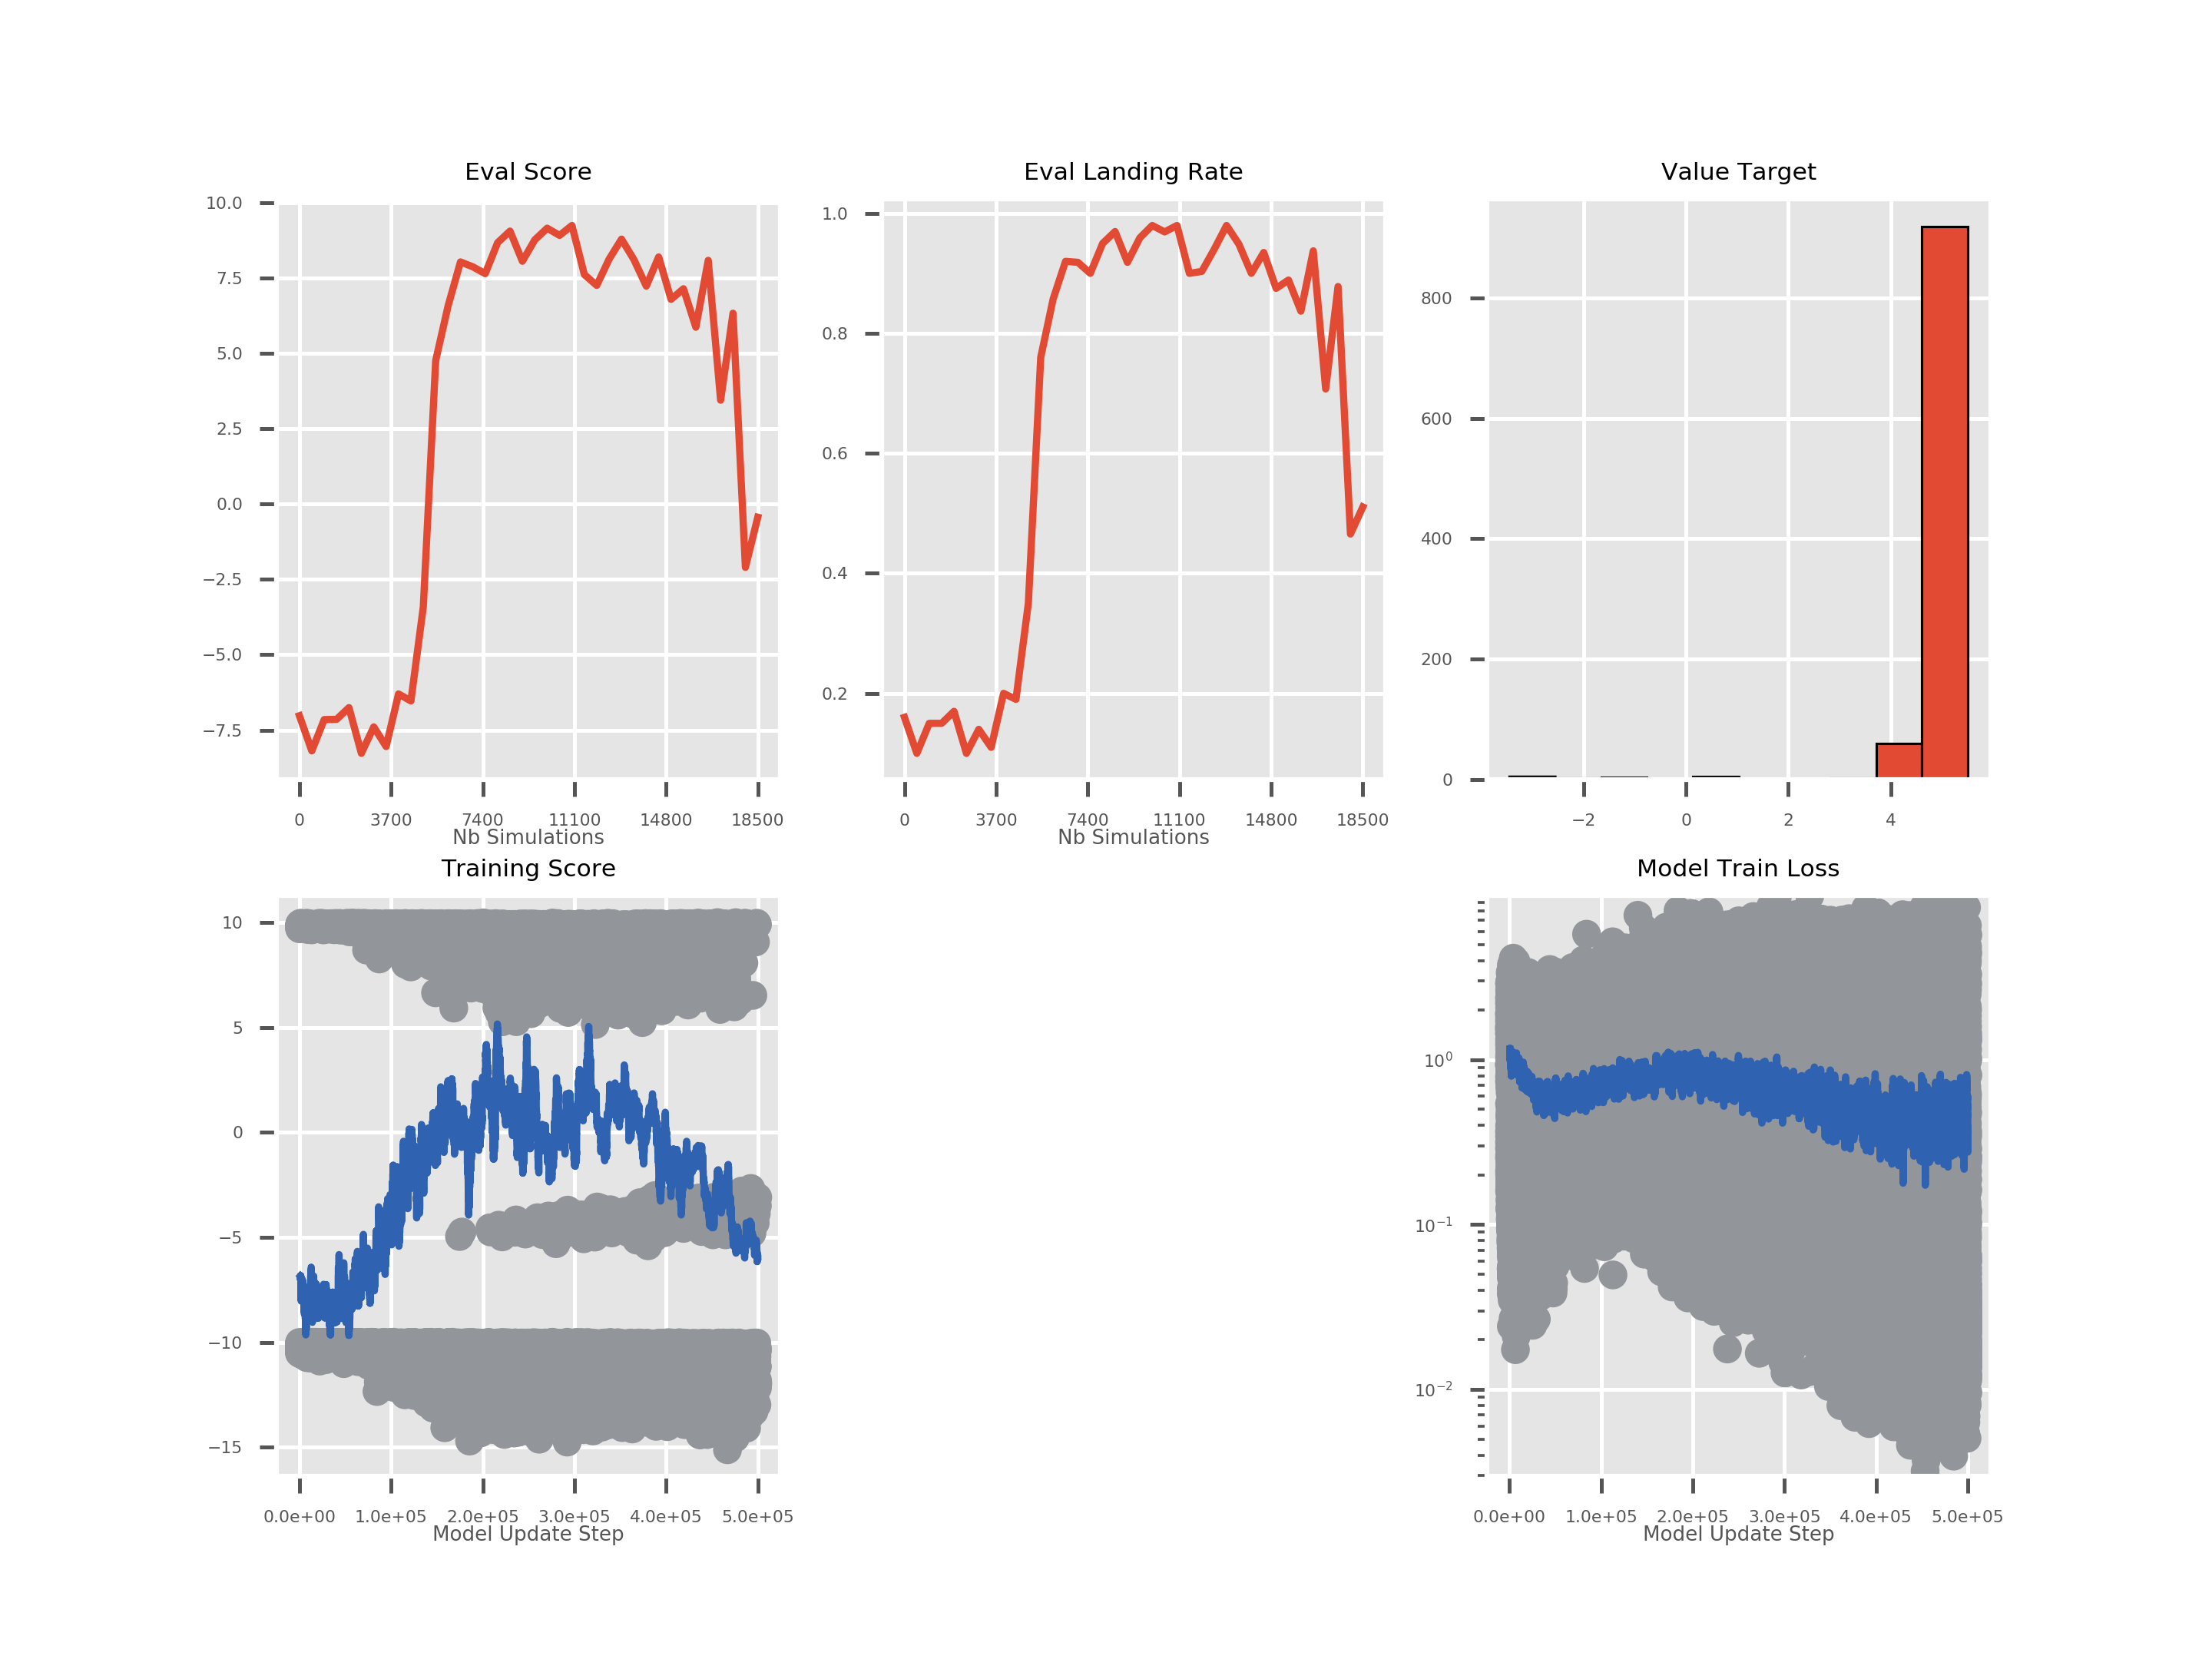 Eval Score
10.0
7.5
5.0
2.5
0.0
−2.5
−5.0
−7.5
0 3700 7400 11100 14800 18500
Nb Simulations
Eval Landing Rate
1.0
0.8
0.6
0.4
0.2
0 3700 7400 11100 14800 18500
Nb Simulations
Value Target
800
600
400
200
0
−2 0 2 4
Training Score
10
5
0
−5
−10
−15
0.0e+00 1.0e+05 2.0e+05 3.0e+05 4.0e+05 5.0e+05
Model Update Step
Model Train Loss
10⁰
10⁻¹
10⁻²
0.0e+00 1.0e+05 2.0e+05 3.0e+05 4.0e+05 5.0e+05
Model Update Step